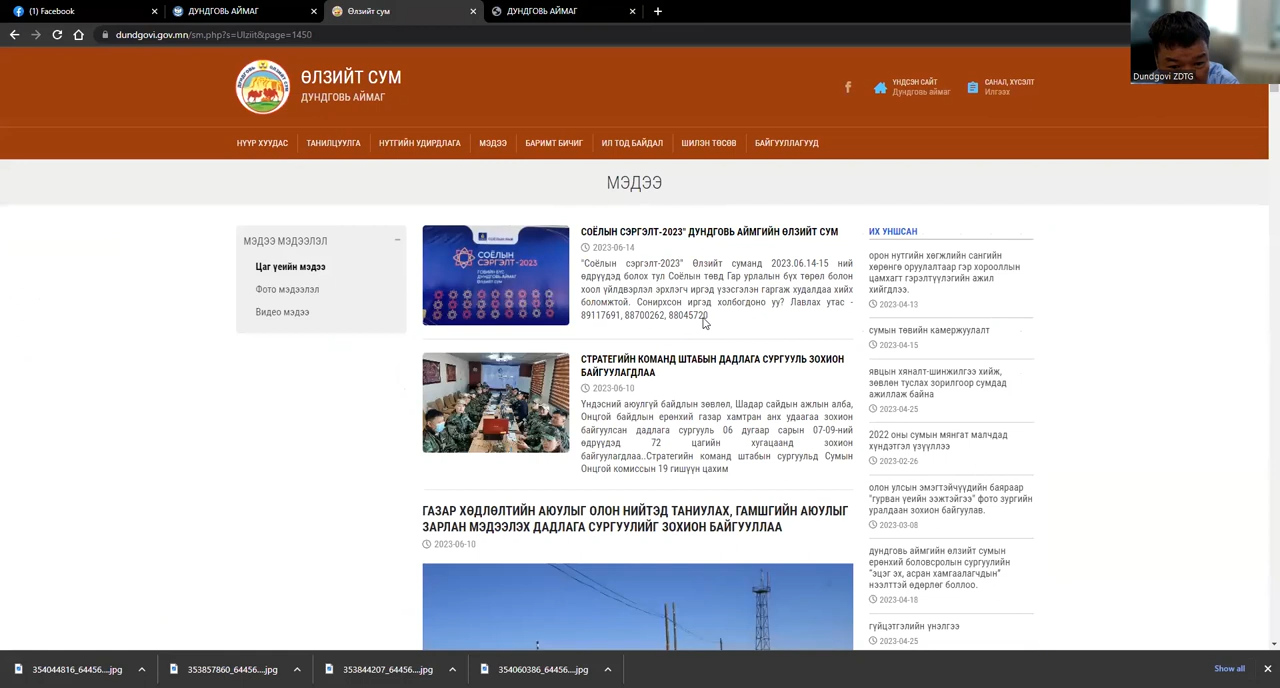 (1) Facebook
ДУНДГОВЬ АЙМАГ
Өлзийт сум
ДУНДГОВЬ АЙМАГ
dundgovi.gov.mn/sm.php?s=Ulziit&page=1450
Dundgovi ZDTG
ӨЛЗИЙТ СУМ
ДУНДГОВЬ АЙМАГ
ҮНДСЭН САЙТ
Дундговь аймаг
САНАЛ, ХҮСЭЛТ
Илгээх
НҮҮР ХУУДАС
ТАНИЛЦУУЛГА
НУТГИЙН УДИРДЛАГА
МЭДЭЭ
БАРИМТ БИЧИГ
ИЛ ТОД БАЙДАЛ
ШИЛЭН ТӨСӨВ
БАЙГУУЛЛАГУУД
МЭДЭЭ
МЭДЭЭ МЭДЭЭЛЭЛ
Цаг үеийн мэдээ
Фото мэдээлэл
Видео мэдээ
СОЁЛЫН
СЭРГЭЛТ-2023
СОЁЛЫН СЭРГЭЛТ-2023" ДУНДГОВЬ АЙМГИЙН ӨЛЗИЙТ СУМ
2023-06-14
"Соёлын сэргэлт-2023" Өлзийт суманд 2023.06.14-15 ний
өдрүүдэд болох тул Соёлын төвд Гар урлалын бүх төрөл болон
хоол үйлдвэрлэл эрхлэгч иргэд үзэсгэлэн гаргаж худалдаа хийх
боломжтой. Сонирхсон иргэд холбогдоно уу? Лавлах утас -
89117691, 88700262, 88045720
СТРАТЕГИЙН КОМАНД ШТАБЫН ДАДЛАГА СУРГУУЛЬ ЗОХИОН
БАЙГУУЛАГДЛАА
2023-06-10
Үндэсний аюулгүй байдлын зөвлөл, Шадар сайдын ажлын алба,
Онцгой байдлын ерөнхий газар хамтран анх удаагаа зохион
байгуулсан дадлага сургууль 06 дугаар сарын 07-09-ний
өдрүүдэд 72 цагийн хугацаанд зохион
байгуулагдлаа..Стратегийн команд штабын сургуульд Сумын
Онцгой комиссын 19 гишүүн цахим
ГАЗАР ХӨДЛӨЛТИЙН АЮУЛЫГ ОЛОН НИЙТЭД ТАНИУЛАХ, ГАМШГИЙН АЮУЛЫГ
ЗАРЛАН МЭДЭЭЛЭХ ДАДЛАГА СУРГУУЛИЙГ ЗОХИОН БАЙГУУЛЛАА
2023-06-10
ИХ УНШСАН
орон нутгийн хөгжлийн сангийн
хөрөнгө оруулалтаар гэр хорооллын
цамхагт гэрэлтүүлэгийн ажил
хийгдлээ.
2023-04-13
сумын төвийн камержуулалт
2023-04-15
явцын хяналт-шинжилгээ хийж,
зөвлөн туслах зорилгоор сумдад
ажиллаж байна
2023-04-25
2022 оны сумын мянгат малчдад
хүндэтгэл үзүүллээ
2023-02-26
олон улсын эмэгтэйчүүдийн баяраар
"гурван үеийн ээжтэйгээ" фото зургийн
уралдаан зохион байгуулав.
2023-03-08
дундговь аймгийн өлзийт сумын
ерөнхий боловсролын сургуулийн
"эцэг эх, асран хамгаалагчдын"
нээлттэй өдөрлөг боллоо.
2023-04-18
гүйцэтгэлийн үнэлгээ
2023-04-25
354044816_64456....jpg
353857860_64456....jpg
353844207_64456....jpg
354060386_64456....jpg
Show all